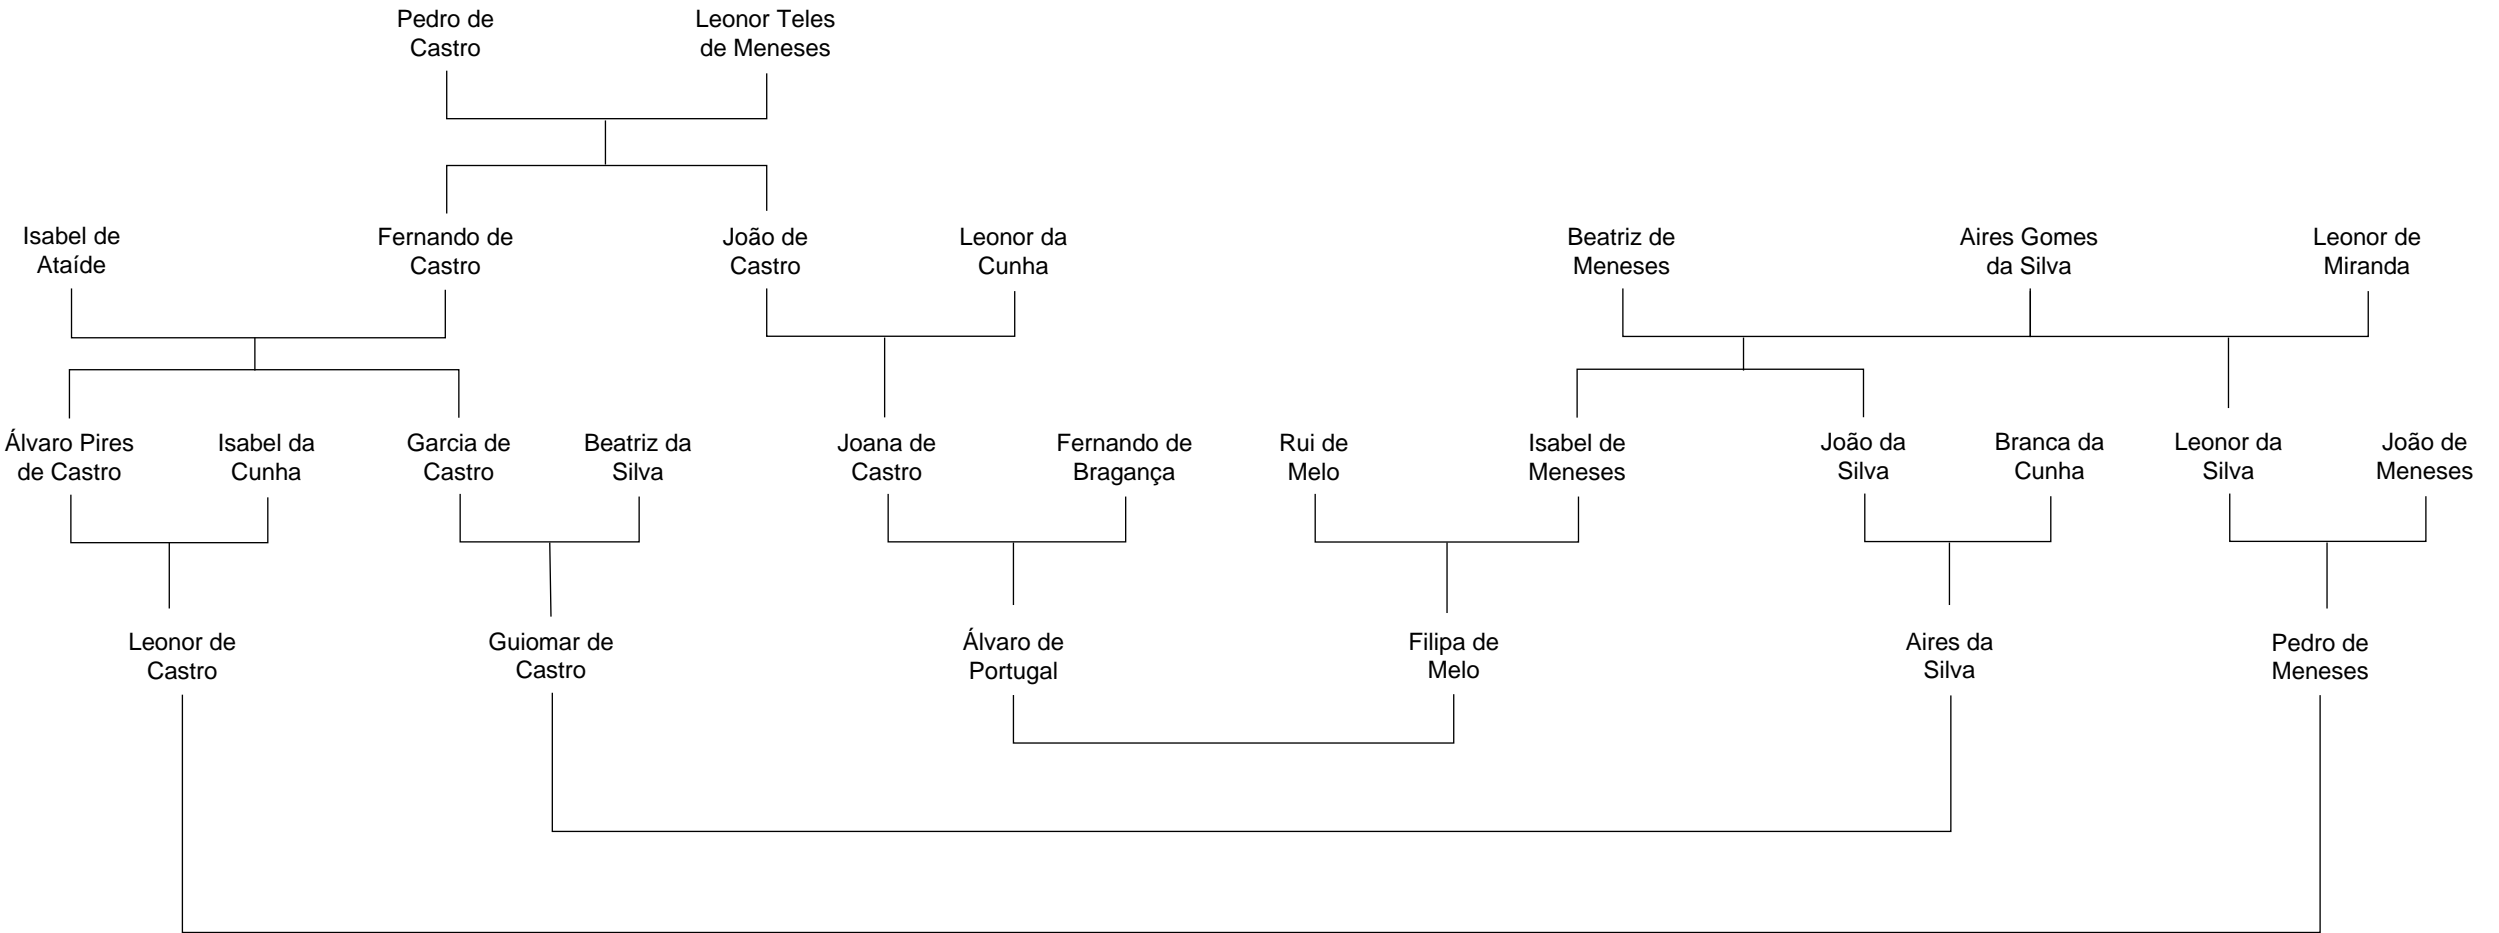 Pedro de
Castro
Leonor Teles
de Meneses
Isabel de
Ataíde
Fernando de
Castro
João de
Castro
Leonor da
Cunha
Beatriz de
Meneses
Aires Gomes
da Silva
Leonor de
Miranda
Álvaro Pires
de Castro
Isabel da
Cunha
Garcia de
Castro
Beatriz da
Silva
Joana de
Castro
Fernando de
Bragança
Rui de
Melo
Isabel de
Meneses
João da
Silva
Branca da
Cunha
Leonor da
Silva
João de
Meneses
Leonor de
Castro
Guiomar de
Castro
Álvaro de
Portugal
Filipa de
Melo
Aires da
Silva
Pedro de
Meneses